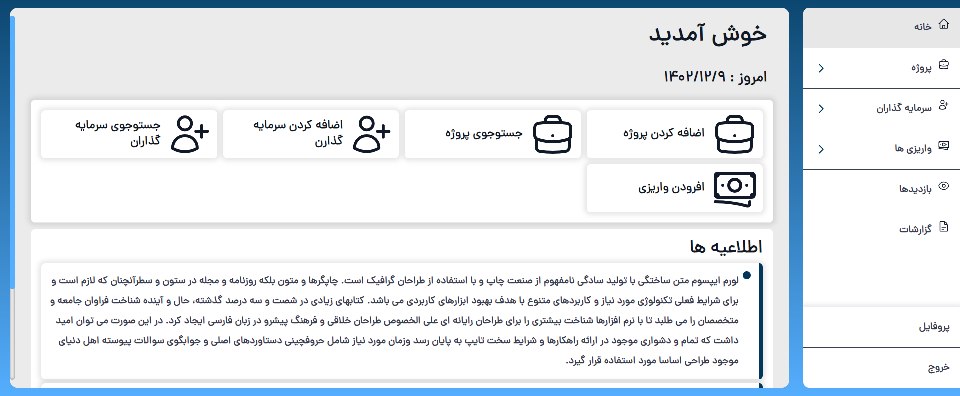 خانه
پروژه
سرمایه گذاران
واریزی ها
بازدیدها
گزارشات
پروفایل
خروج
خوش آمدید
امروز : ۱۴۰۲/۱۲/۹
اضافه کردن پروژه
جستوجوی پروژه
اضافه کردن سرمایه
گذارن
جستوجوی سرمایه
گذاران
افرودن واریزی
اطلاعیه ها
لورم ایپسوم متن ساختگی با تولید سادگی نامفهوم از صنعت چاپ و با استفاده از طراحان گرافیک است. چاپگرها و متون بلکه روزنامه و مجله در ستون و سطرآنچنان که لازم است و
برای شرایط فعلی تکنولوژی مورد نیاز و کاربردهای متنوع با هدف بهبود ابزارهای کاربردی می باشد. کتابهای زیادی در شصت و سه درصد گذشته، حال و آینده شناخت فراوان جامعه و
متخصصان را می طلبد تا با نرم افزارها شناخت بیشتری را برای طراحان رایانه ای علی الخصوص طراحان خلاقی و فرهنگ پیشرو در زبان فارسی ایجاد کرد. در این صورت می توان امید
داشت که تمام و دشواری موجود در ارائه راهکارها و شرایط سخت تایپ به پایان رسد وزمان مورد نیاز شامل حروفچینی دستاوردهای اصلی و جوابگوی سوالات پیوسته اهل دنیای
موجود طراحی اساسا مورد استفاده قرار گیرد.